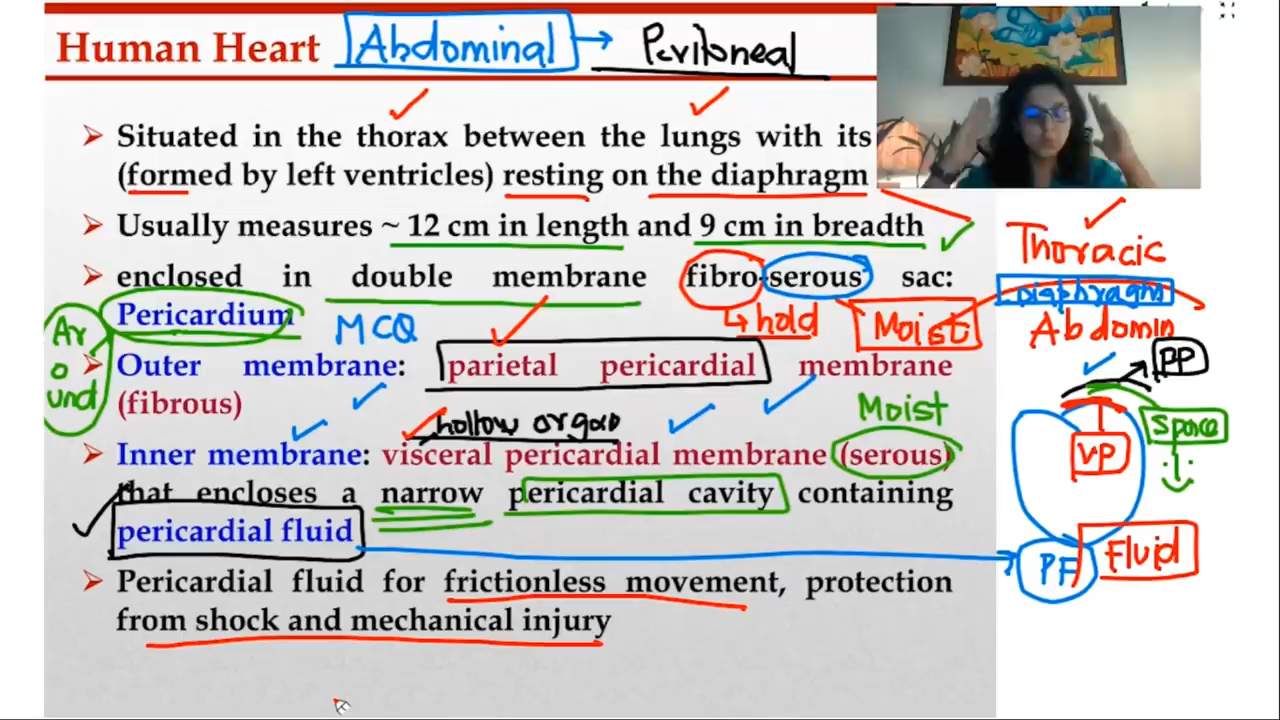 Human Heart Abdominal → Peritoneal
➢ Situated in the thorax between the lungs with its
(formed by left ventricles) resting on the diaphragm
➢ Usually measures ~ 12 cm in length and 9 cm in breadth
Thoracic
➢ enclosed in double membrane fibro-serous sac:
Diaphragm
Pericardium MCQ
hold Moist
Abdomin
Around
PP
➢ Outer membrane: parietal pericardial membrane
(fibrous)
Moist
hollow organ
Space
➢ Inner membrane: visceral pericardial membrane (serous)
VP
that encloses a narrow pericardial cavity containing
pericardial fluid
PF Fluid
➢ Pericardial fluid for frictionless movement, protection
from shock and mechanical injury